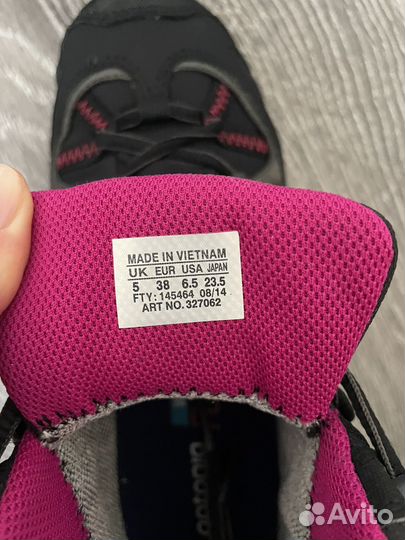 MADE IN VIETNAM
UK EUR USA JAPAN
5 38 6.5 23.5
FTY: 145464 08/14
ART NO.327062
Avito